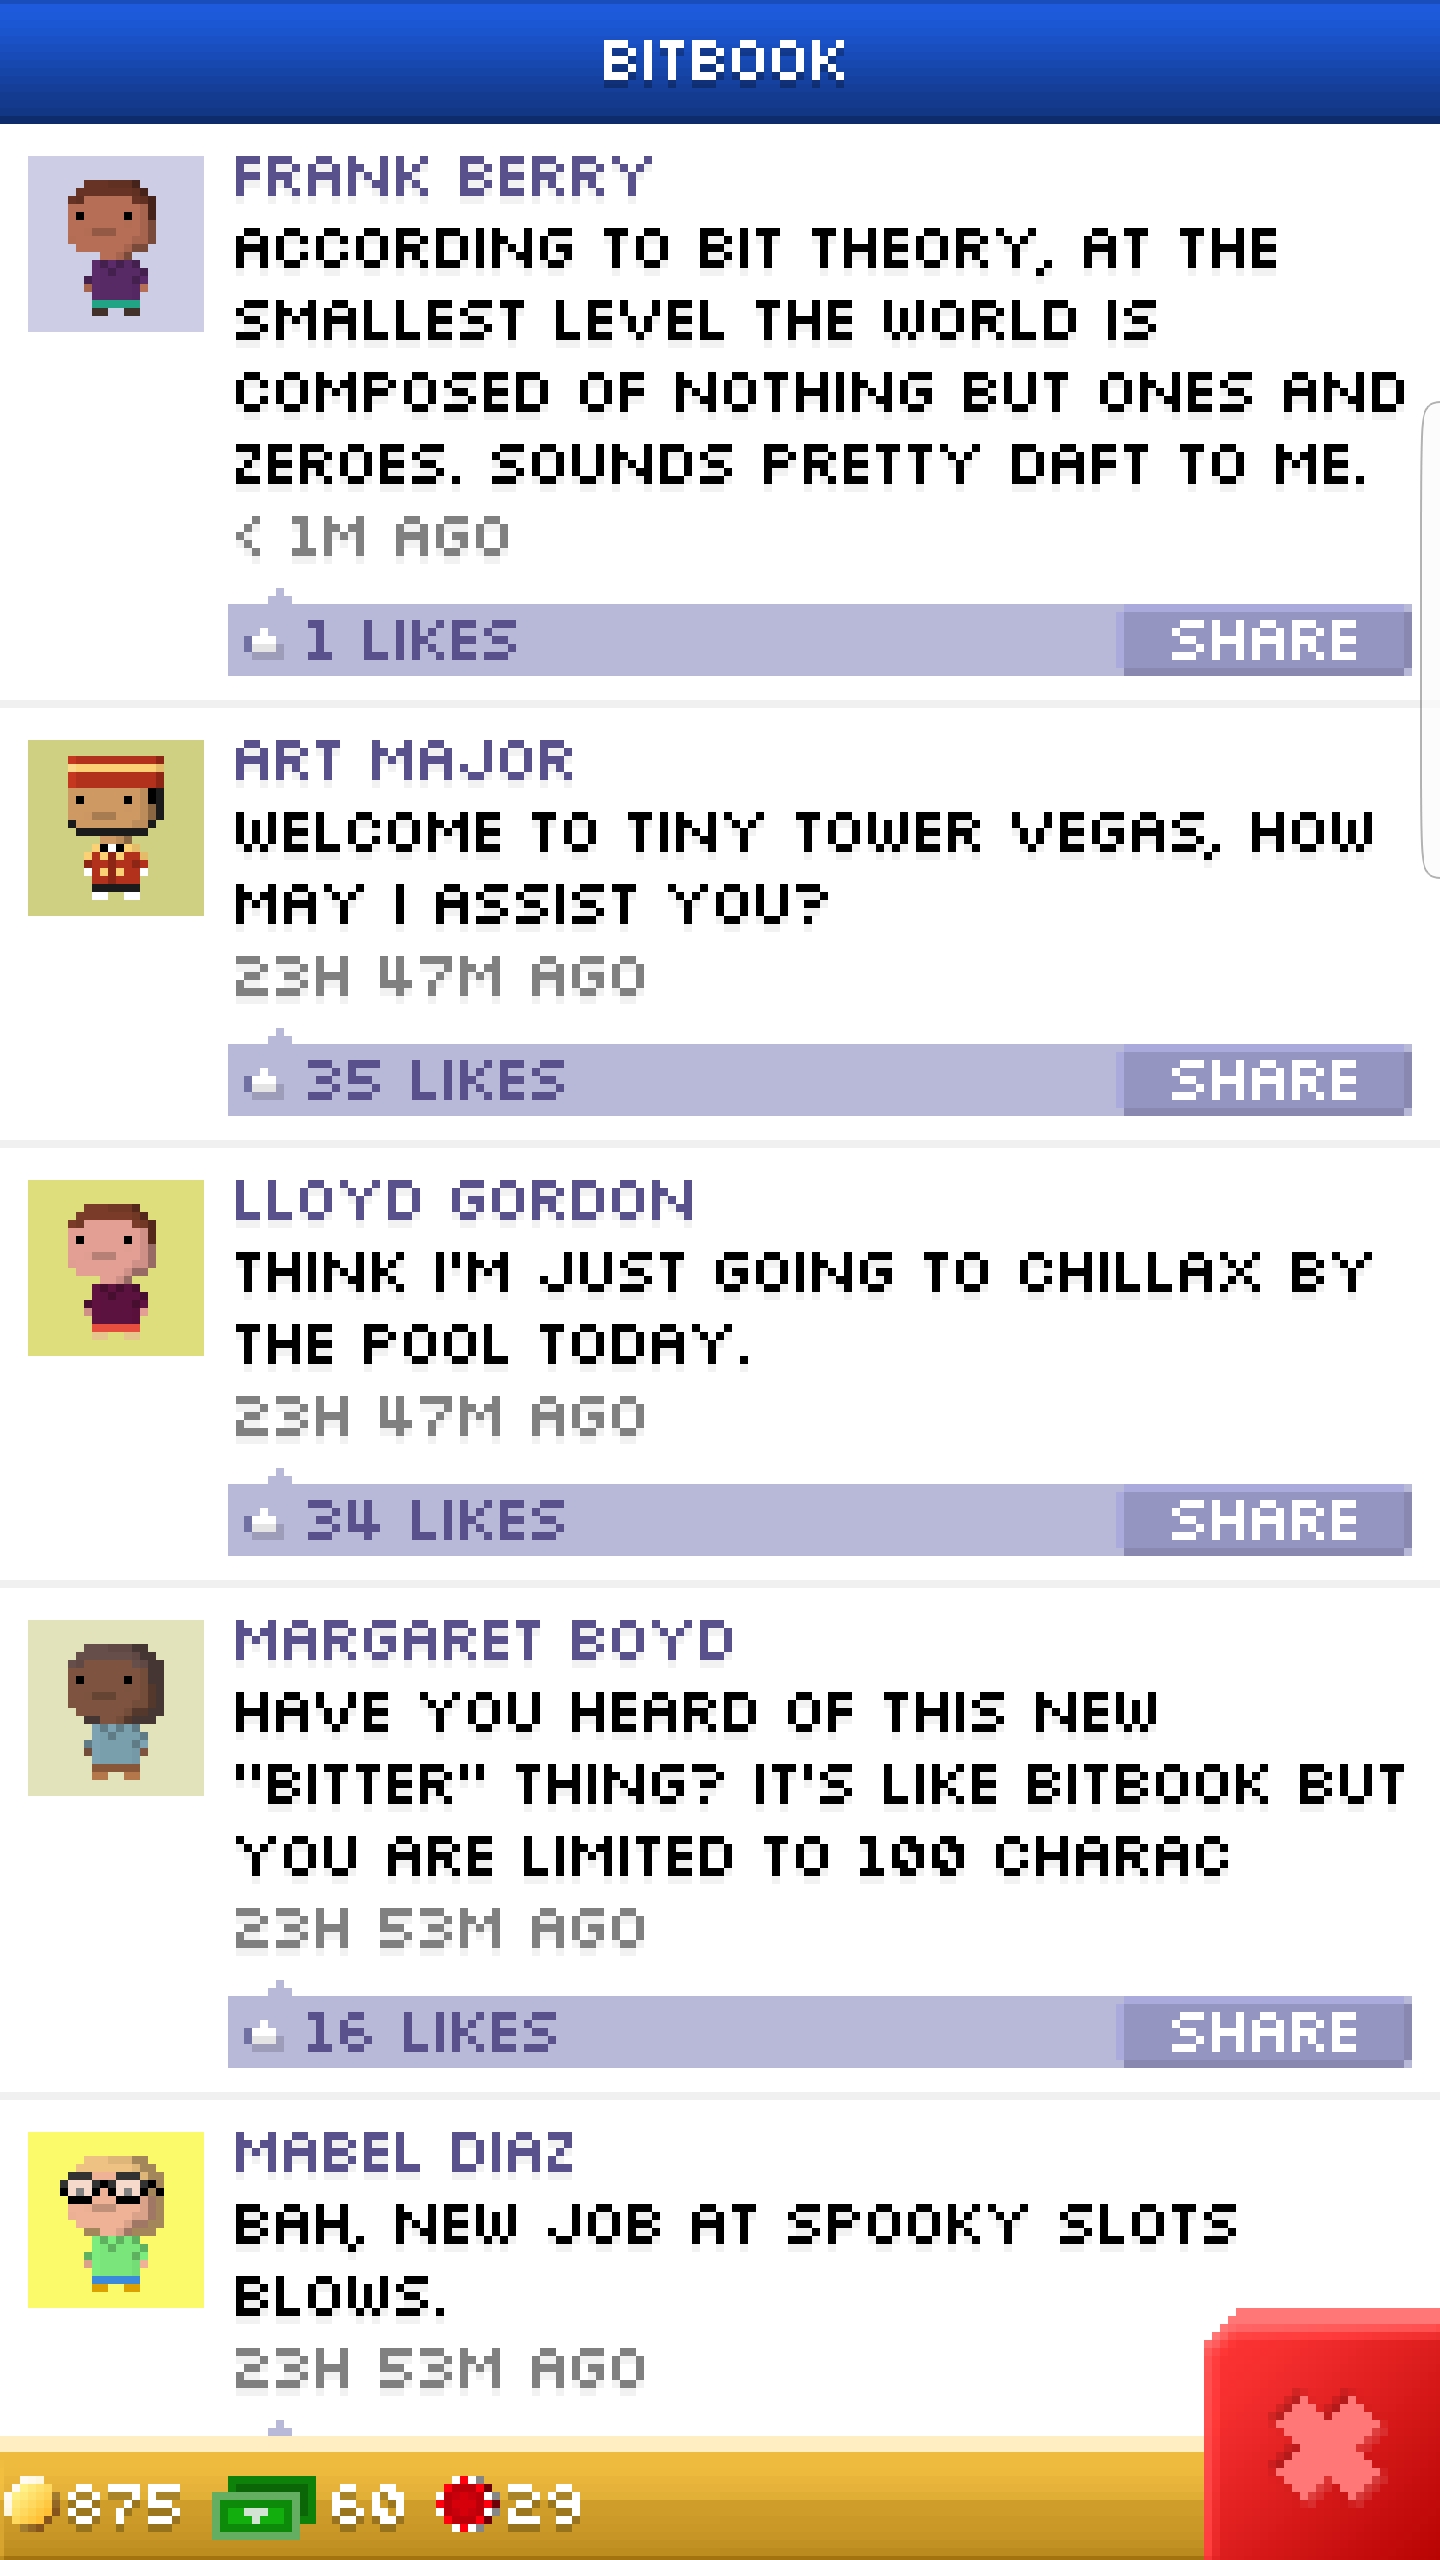 BITBOOK
FRANK BERRY
ACCORDING TO BIT THEORY, AT THE
SMALLEST LEVEL THE WORLD IS
COMPOSED OF NOTHING BUT ONES AND
ZEROES. SOUNDS PRETTY DAFT TO ME.
< 1M AGO
1 LIKES SHARE
ART MAJOR
WELCOME TO TINY TOWER VEGAS, HOW
MAY I ASSIST YOU?
23H 47M AGO
35 LIKES SHARE
LLOYD GORDON
THINK I'M JUST GOING TO CHILLAX BY
THE POOL TODAY.
23H 47M AGO
34 LIKES SHARE
MARGARET BOYD
HAVE YOU HEARD OF THIS NEW
"BITTER" THING? IT'S LIKE BITBOOK BUT
YOU ARE LIMITED TO 100 CHARAC
23H 53M AGO
16 LIKES SHARE
MABEL DIAZ
BAH, NEW JOB AT SPOOKY SLOTS
BLOWS.
23H 53M AGO
875 60 29